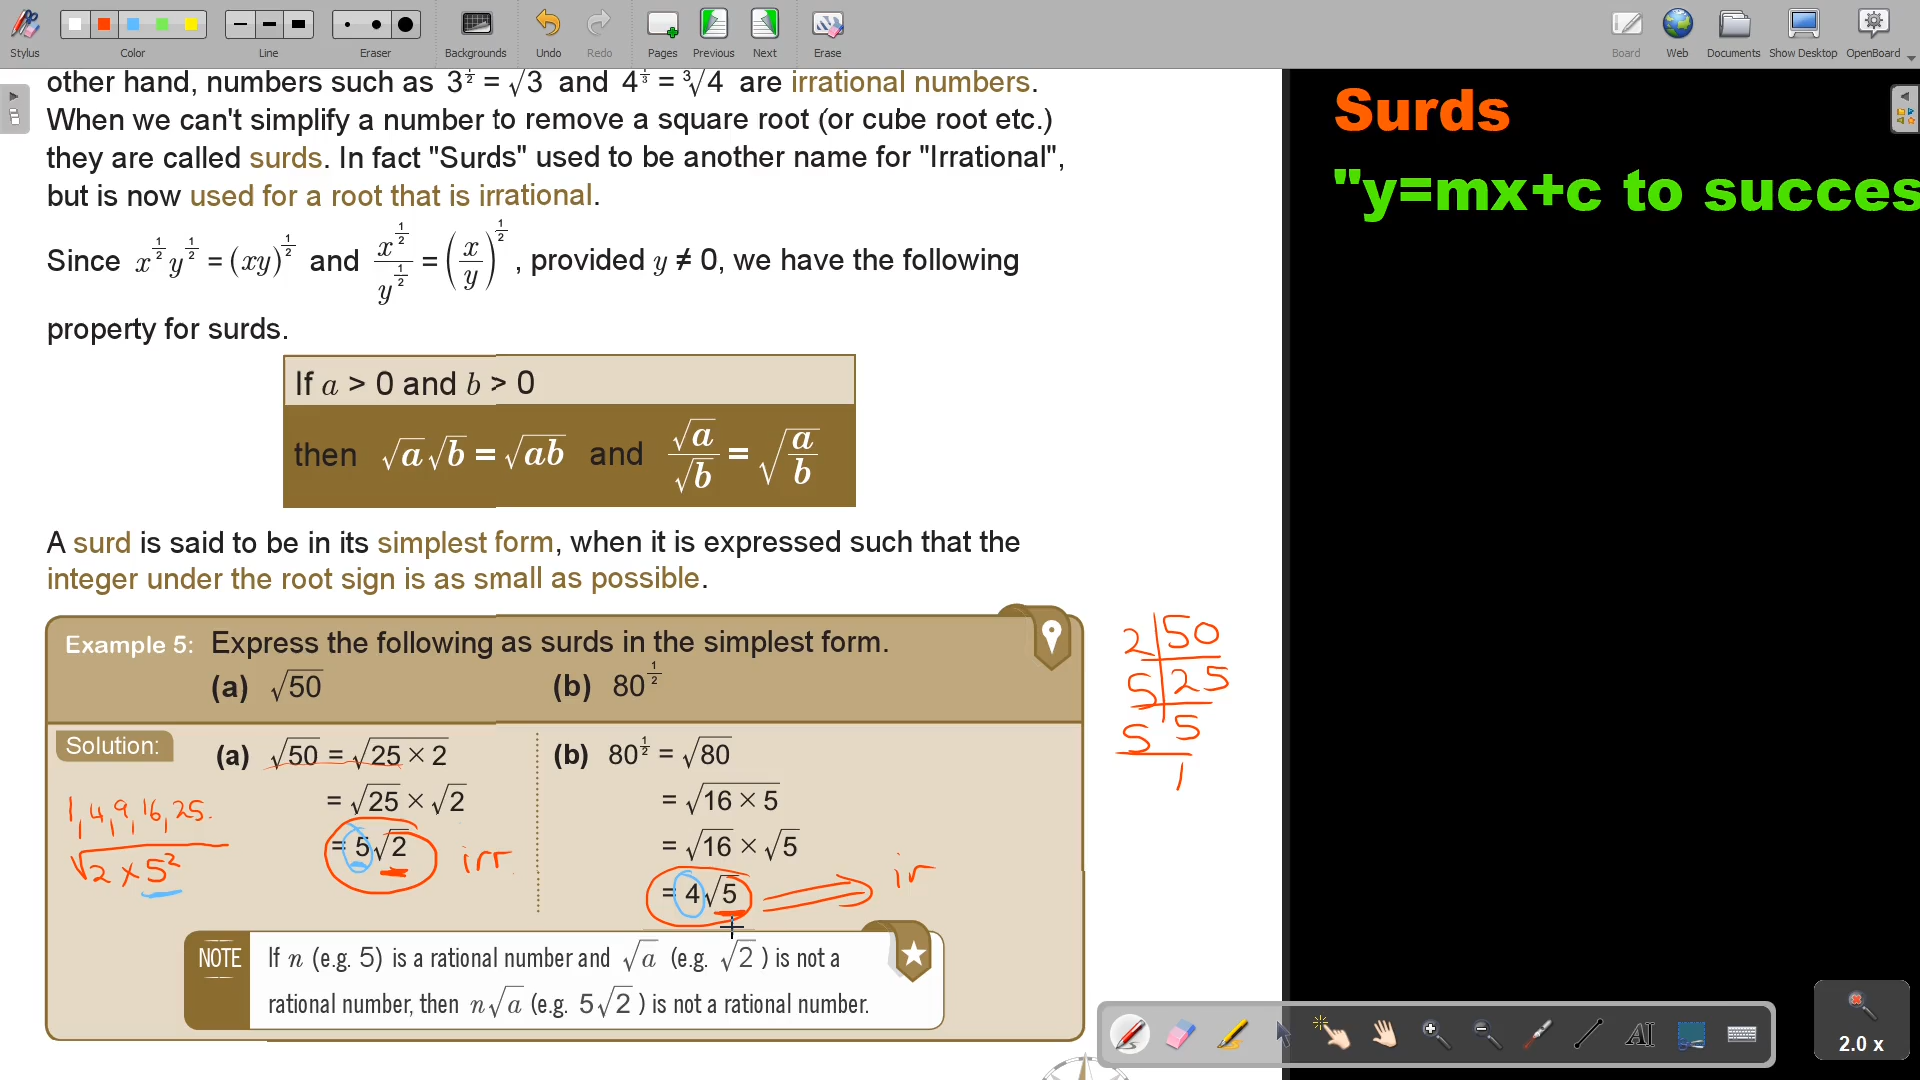 Stylus Color Line Eraser Backgrounds Undo Redo Pages Previous Next Erase Board Web Documents Show Desktop OpenBoard
other hand, numbers such as 3^(1/2) = √3 and 4^(1/3) = ³√4 are irrational numbers.
When we can't simplify a number to remove a square root (or cube root etc.)
they are called surds. In fact "Surds" used to be another name for "Irrational",
but is now used for a root that is irrational.
Since x^(1/2) y^(1/2) = (xy)^(1/2) and x^(1/2)/y^(1/2) = (x/y)^(1/2), provided y ≠ 0, we have the following
property for surds.
If a > 0 and b > 0
then √a√b = √ab and √a/√b = √(a/b)
A surd is said to be in its simplest form, when it is expressed such that the
integer under the root sign is as small as possible.
Example 5: Express the following as surds in the simplest form.
(a) √50 (b) 80^(1/2)
Solution:
(a) √50 = √25 × 2
= √25 × √2
= 5√2 irr
1, 4, 9, 16, 25.
√2 × 5²
(b) 80^(1/2) = √80
= √16 × 5
= √16 × √5
= 4√5 ir
NOTE
If n (e.g. 5) is a rational number and √a (e.g. √2) is not a
rational number, then n√a (e.g. 5√2) is not a rational number.
2 50
5 25
5 5
1
Surds
"y=mx+c to succes
AI
2.0 x